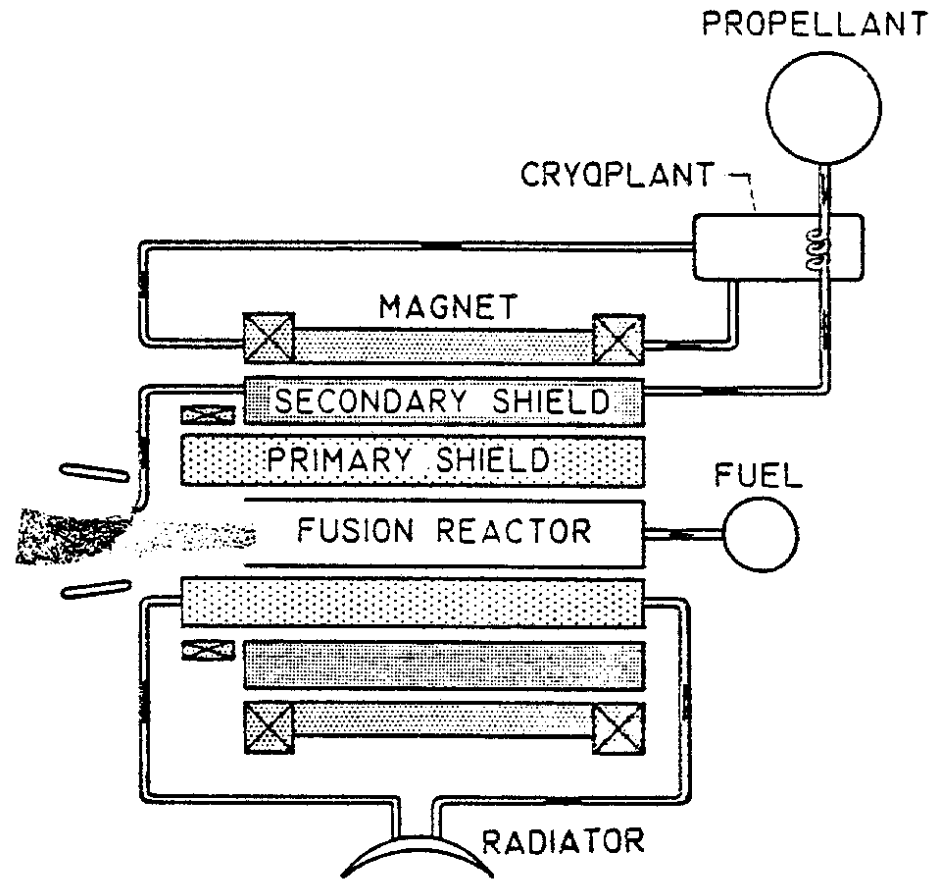 PROPELLANT
CRYOPLANT
MAGNET
SECONDARY SHIELD
PRIMARY SHIELD
FUEL
FUSION REACTOR
RADIATOR